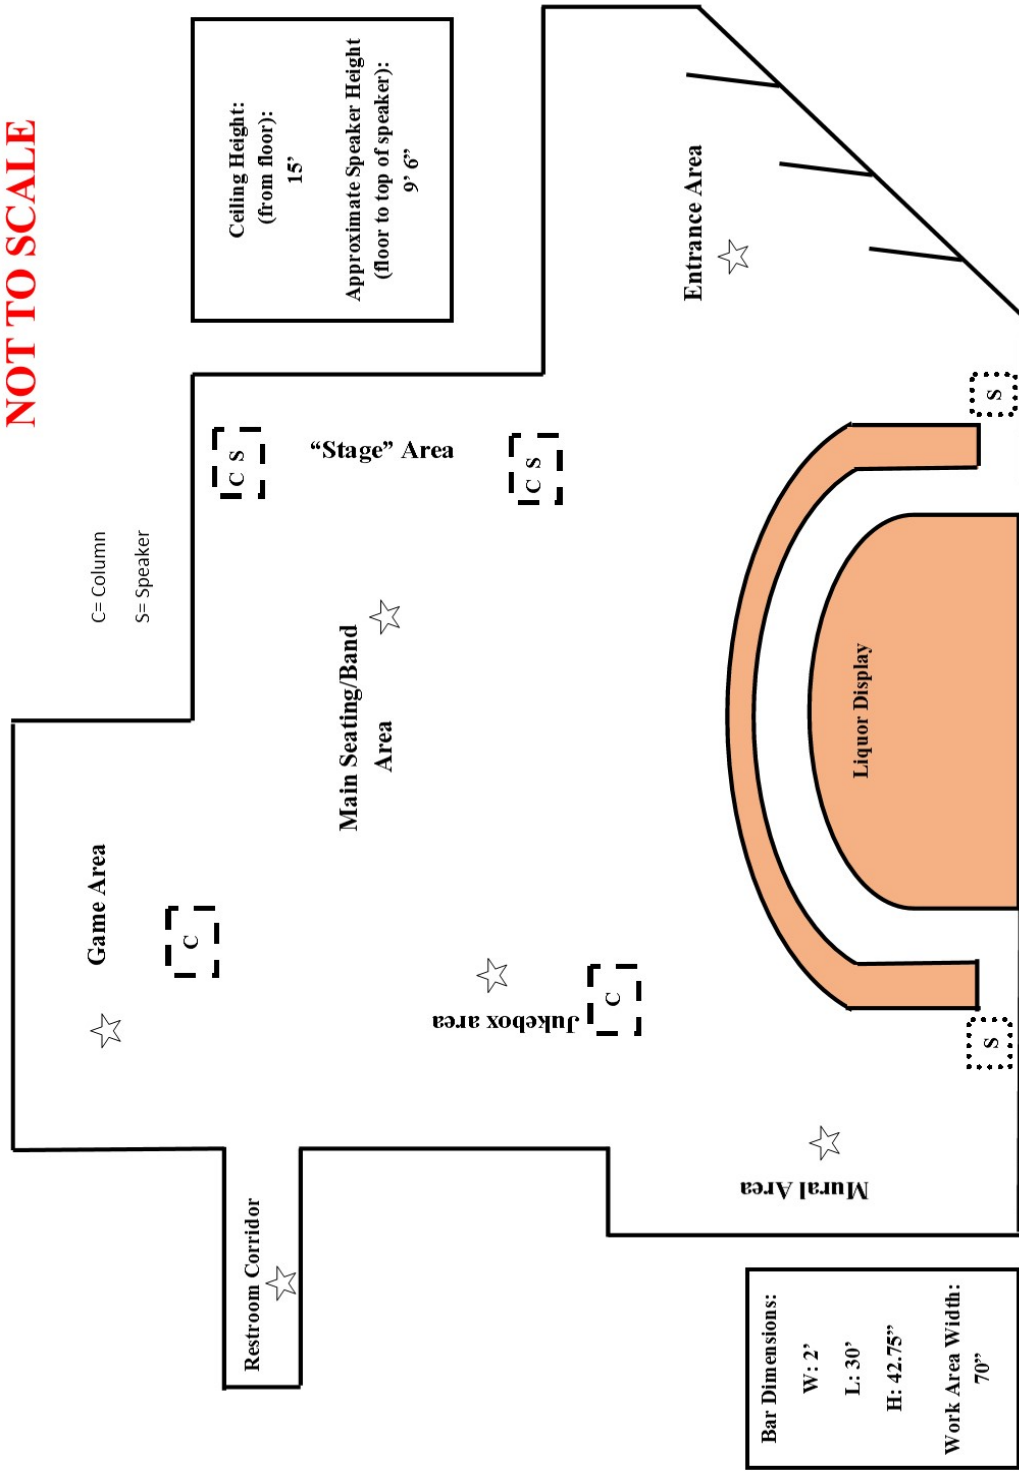 NOT TO SCALE
Ceiling Height:
(from floor):
15’
Approximate Speaker Height
(floor to top of speaker):
9’ 6”
C= Column
S= Speaker
Game Area
C
C S
“Stage” Area
C S
Main Seating/Band
Area
Entrance Area
Jukebox area
C
S
Liquor Display
S
Mural Area
Restroom Corridor
Bar Dimensions:
W: 2’
L: 30’
H: 42.75”
Work Area Width:
70”